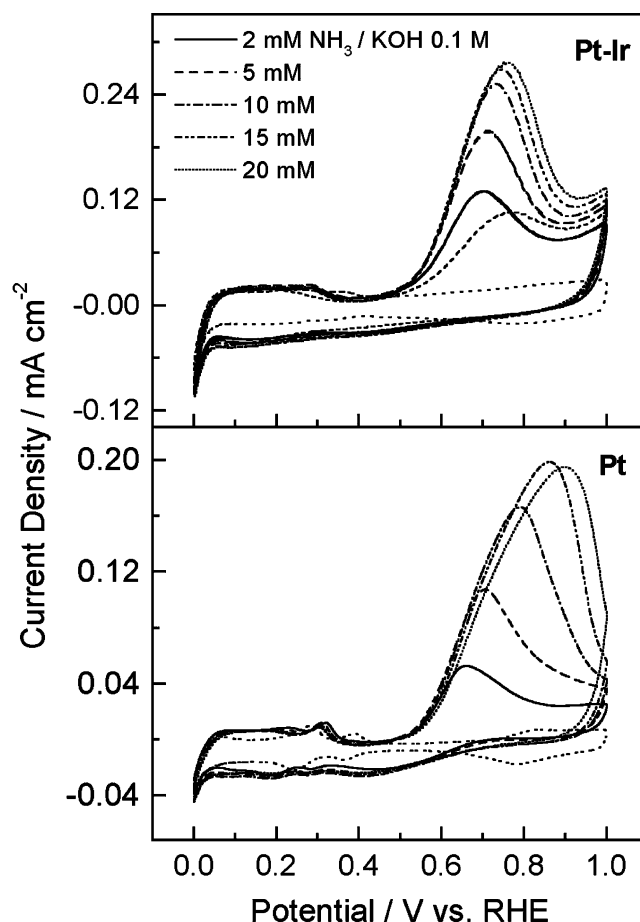 2 mM NH₃ / KOH 0.1 M
5 mM
10 mM
15 mM
20 mM
Pt-Ir
0.24
0.12
-0.00
-0.12
Pt
0.20
0.12
0.04
-0.04
0.0 0.2 0.4 0.6 0.8 1.0
Current Density / mA cm⁻²
Potential / V vs. RHE